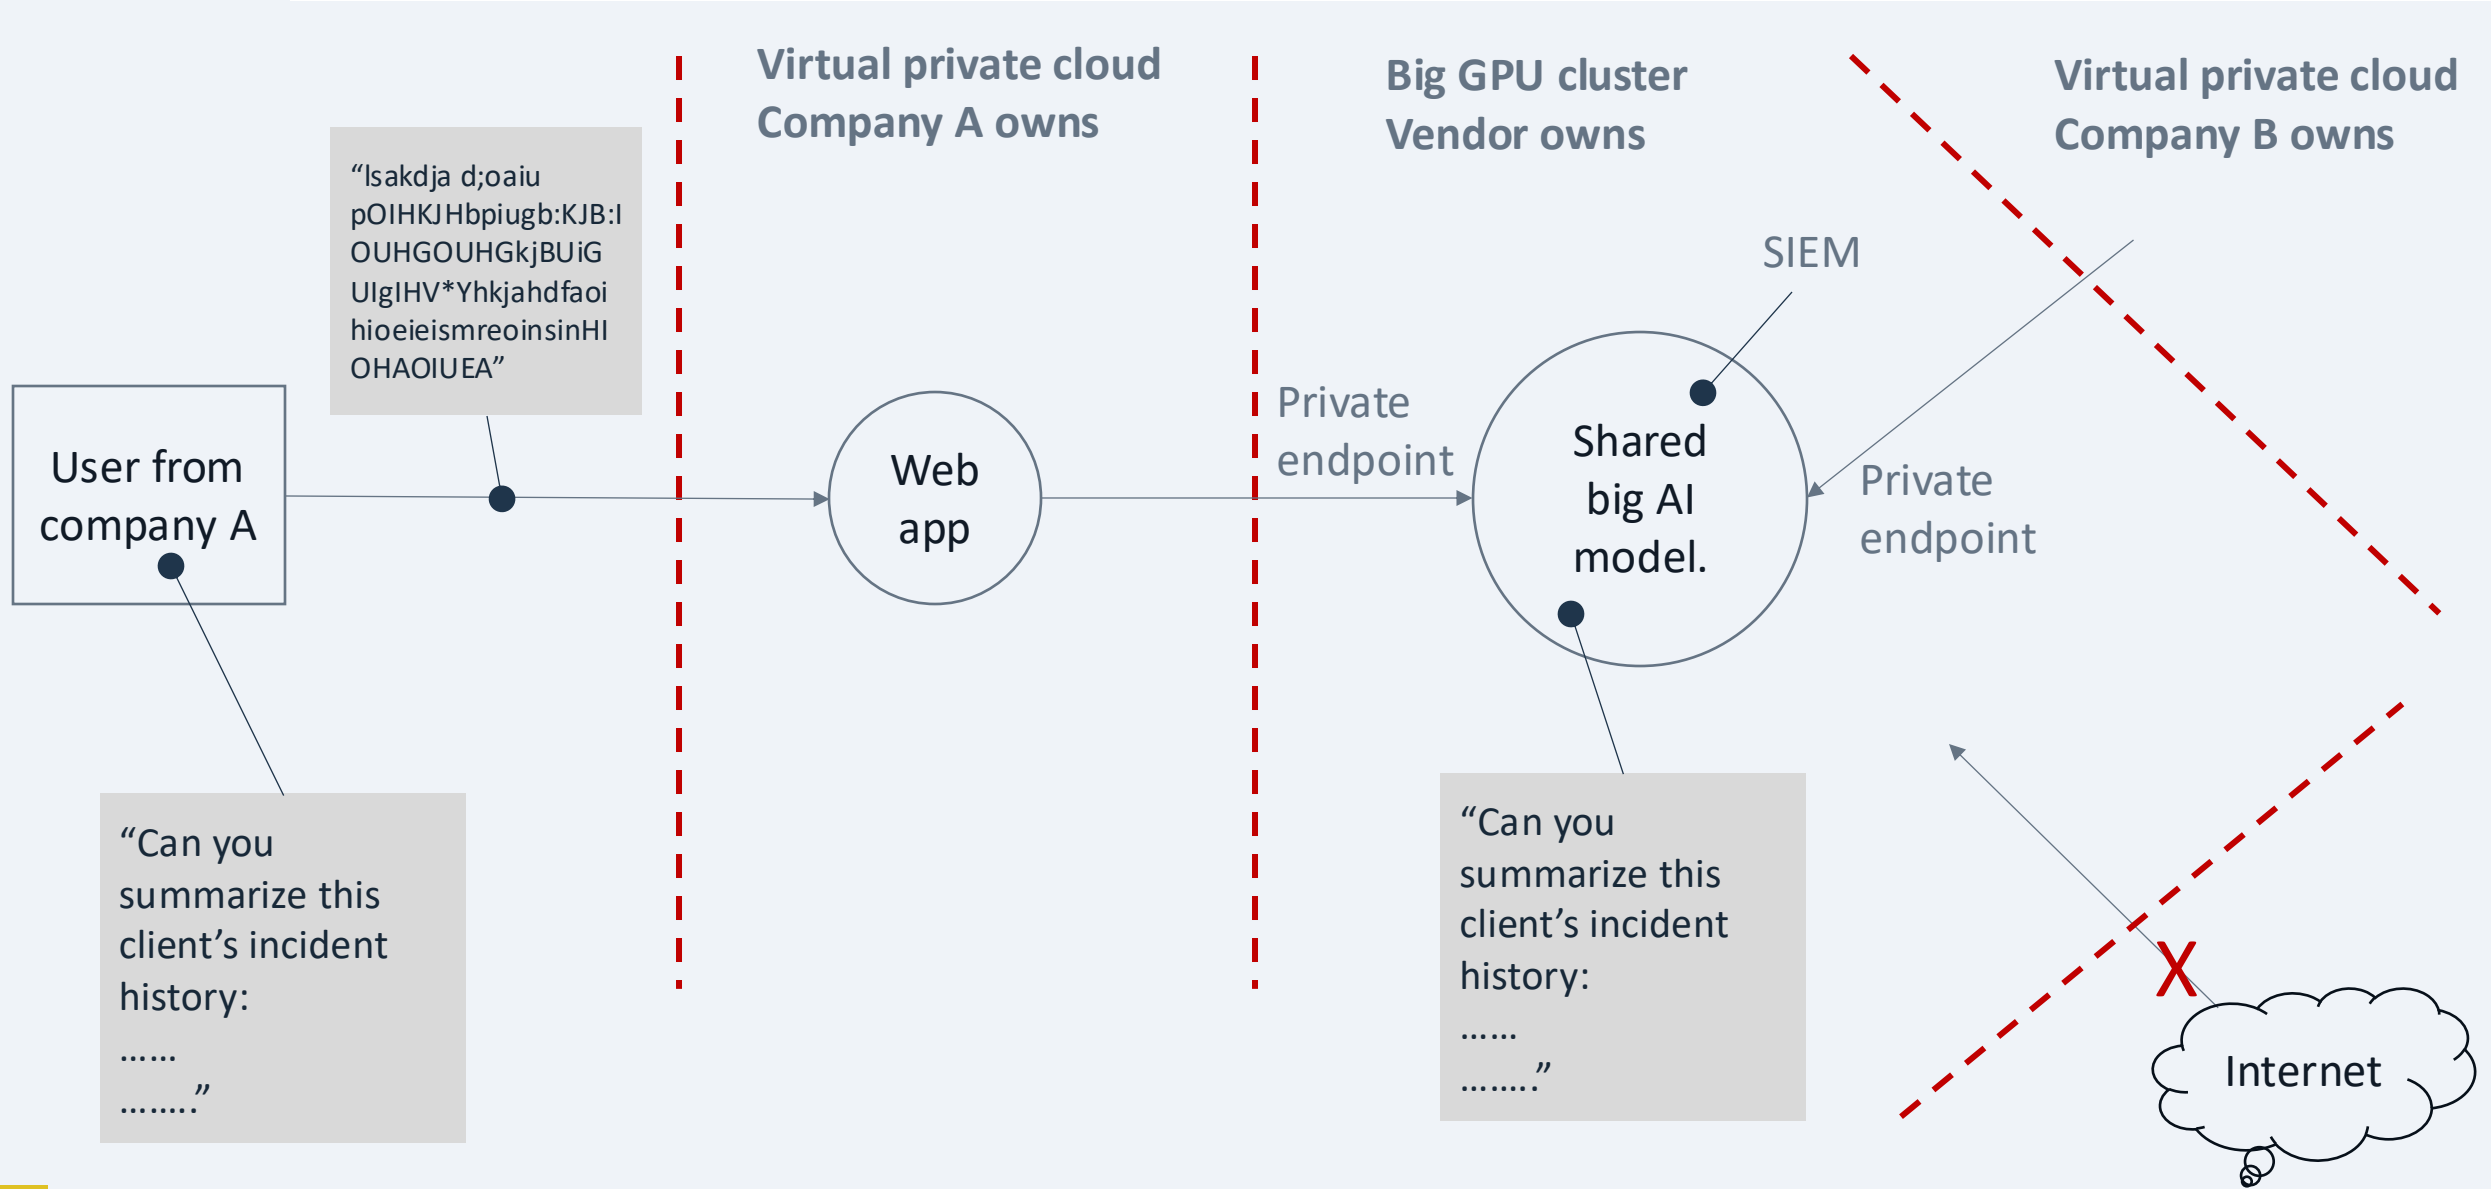 Virtual private cloud
Company A owns
Big GPU cluster
Vendor owns
Virtual private cloud
Company B owns
“lsakdja d;oaiu
pOIHKJHbpiugb:KJB:I
OUHGOUHGkjBUiG
UIgIHV*Yhkjahdfaoi
hioeieismreoinsinHI
OHAOIUEA”
SIEM
User from
company A
Web
app
Private
endpoint
Shared
big AI
model.
Private
endpoint
“Can you
summarize this
client’s incident
history:
……
……..”
“Can you
summarize this
client’s incident
history:
……
……..”
X
Internet